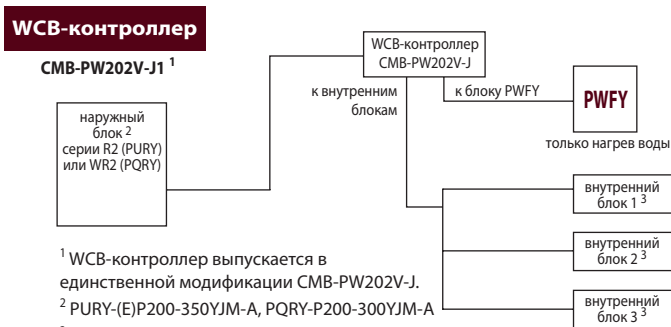 WCB-контроллер
CMB-PW202V-J1 1
наружный
блок 2
серии R2 (PURY)
или WR2 (PQRY)
WCB-контроллер
CMB-PW202V-J
к внутренним
блокам
к блоку PWFY
PWFY
только нагрев воды
внутренний
блок 1 3
внутренний
блок 2 3
внутренний
блок 3 3
1 WCB-контроллер выпускается в
единственной модификации CMB-PW202V-J.
2 PURY-(E)P200-350YJM-A, PQRY-P200-300YJM-A